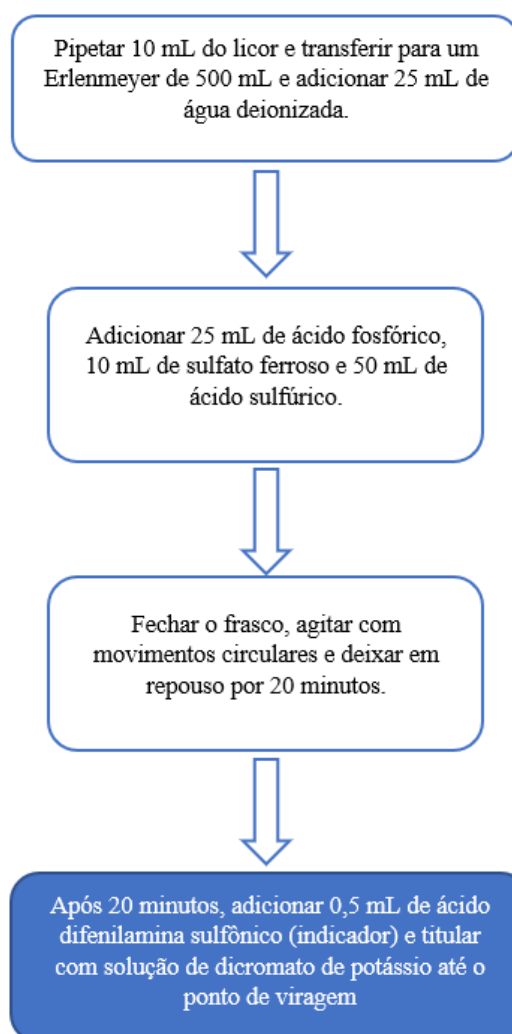 Pipetar 10 mL do licor e transferir para um
Erlenmeyer de 500 mL e adicionar 25 mL de
água deionizada.
Adicionar 25 mL de ácido fosfórico,
10 mL de sulfato ferroso e 50 mL de
ácido sulfúrico.
Fechar o frasco, agitar com
movimentos circulares e deixar em
repouso por 20 minutos.
Após 20 minutos, adicionar 0,5 mL de ácido
difenilamina sulfônico (indicador) e titular
com solução de dicromato de potássio até o
ponto de viragem